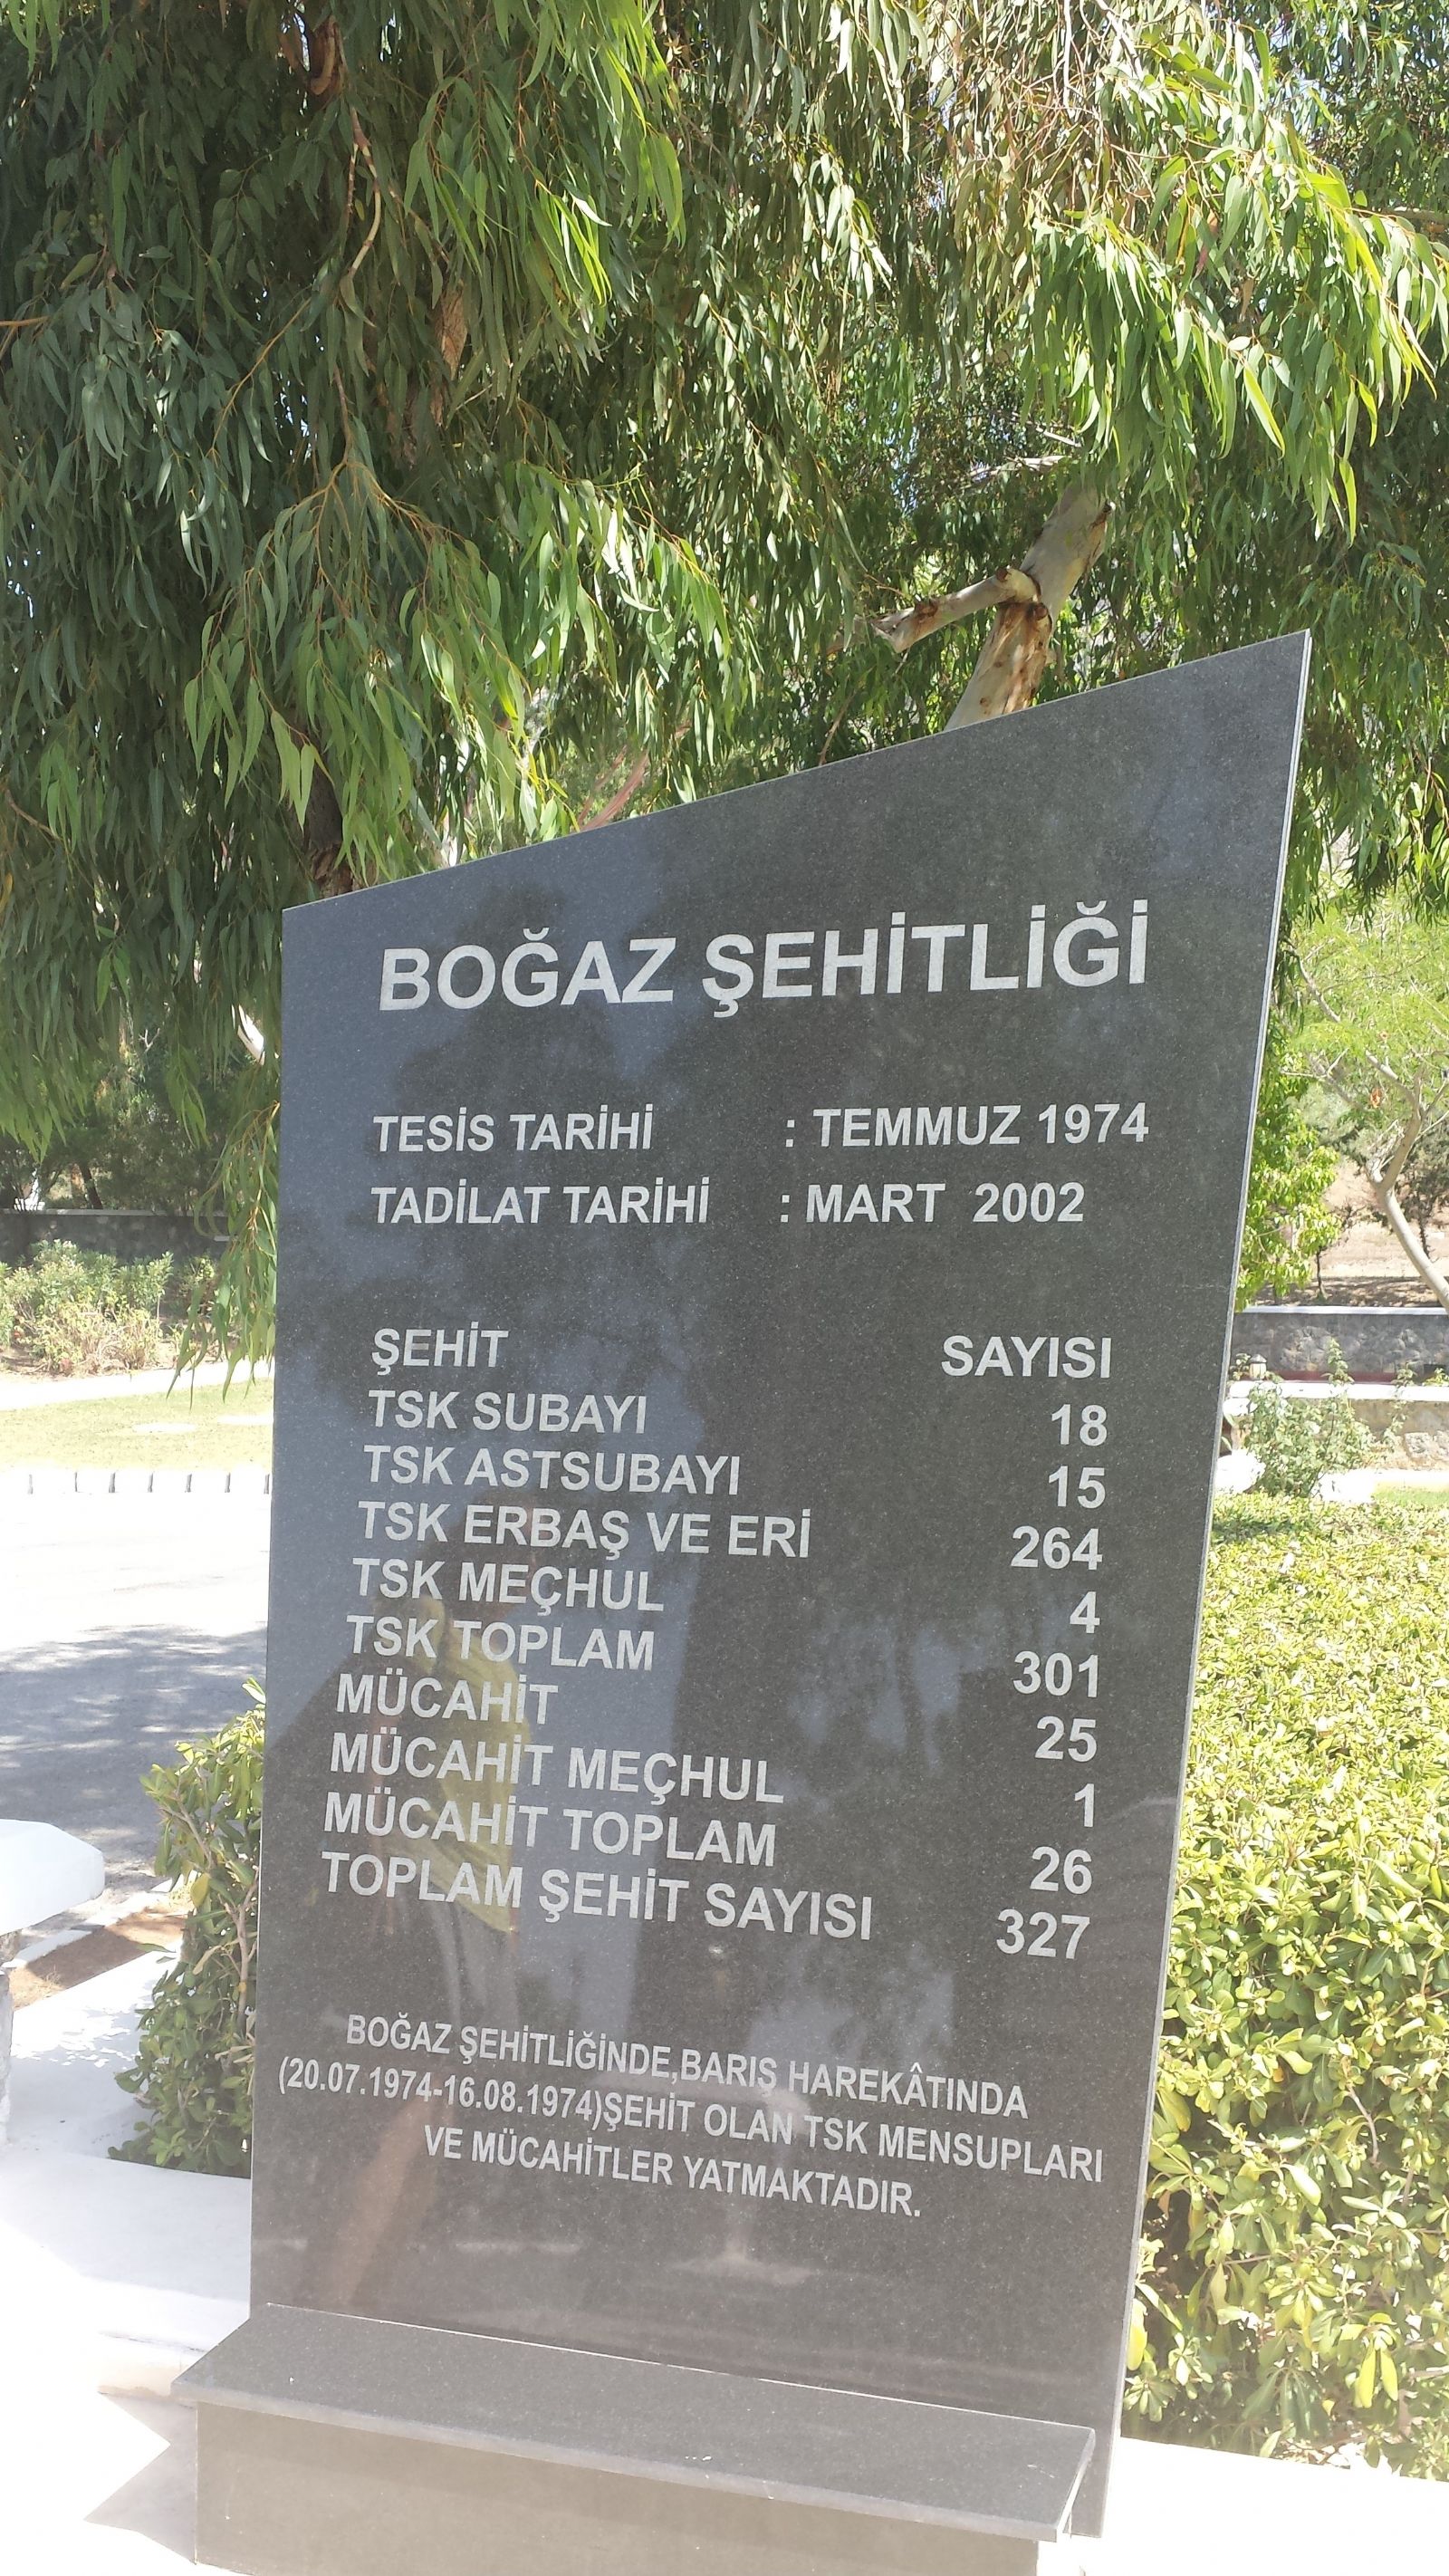 BOĞAZ ŞEHİTLİĞİ
TESİS TARİHİ : TEMMUZ 1974
TADİLAT TARİHİ : MART 2002
ŞEHİT SAYISI
TSK SUBAYI 18
TSK ASTSUBAYI 15
TSK ERBAŞ VE ERİ 264
TSK MEÇHUL 4
TSK TOPLAM 301
MÜCAHİT 25
MÜCAHİT MEÇHUL 1
MÜCAHİT TOPLAM 26
TOPLAM ŞEHİT SAYISI 327
BOĞAZ ŞEHİTLİĞİNDE,BARIŞ HAREKÂTINDA
(20.07.1974-16.08.1974)ŞEHİT OLAN TSK MENSUPLARI
VE MÜCAHİTLER YATMAKTADIR.